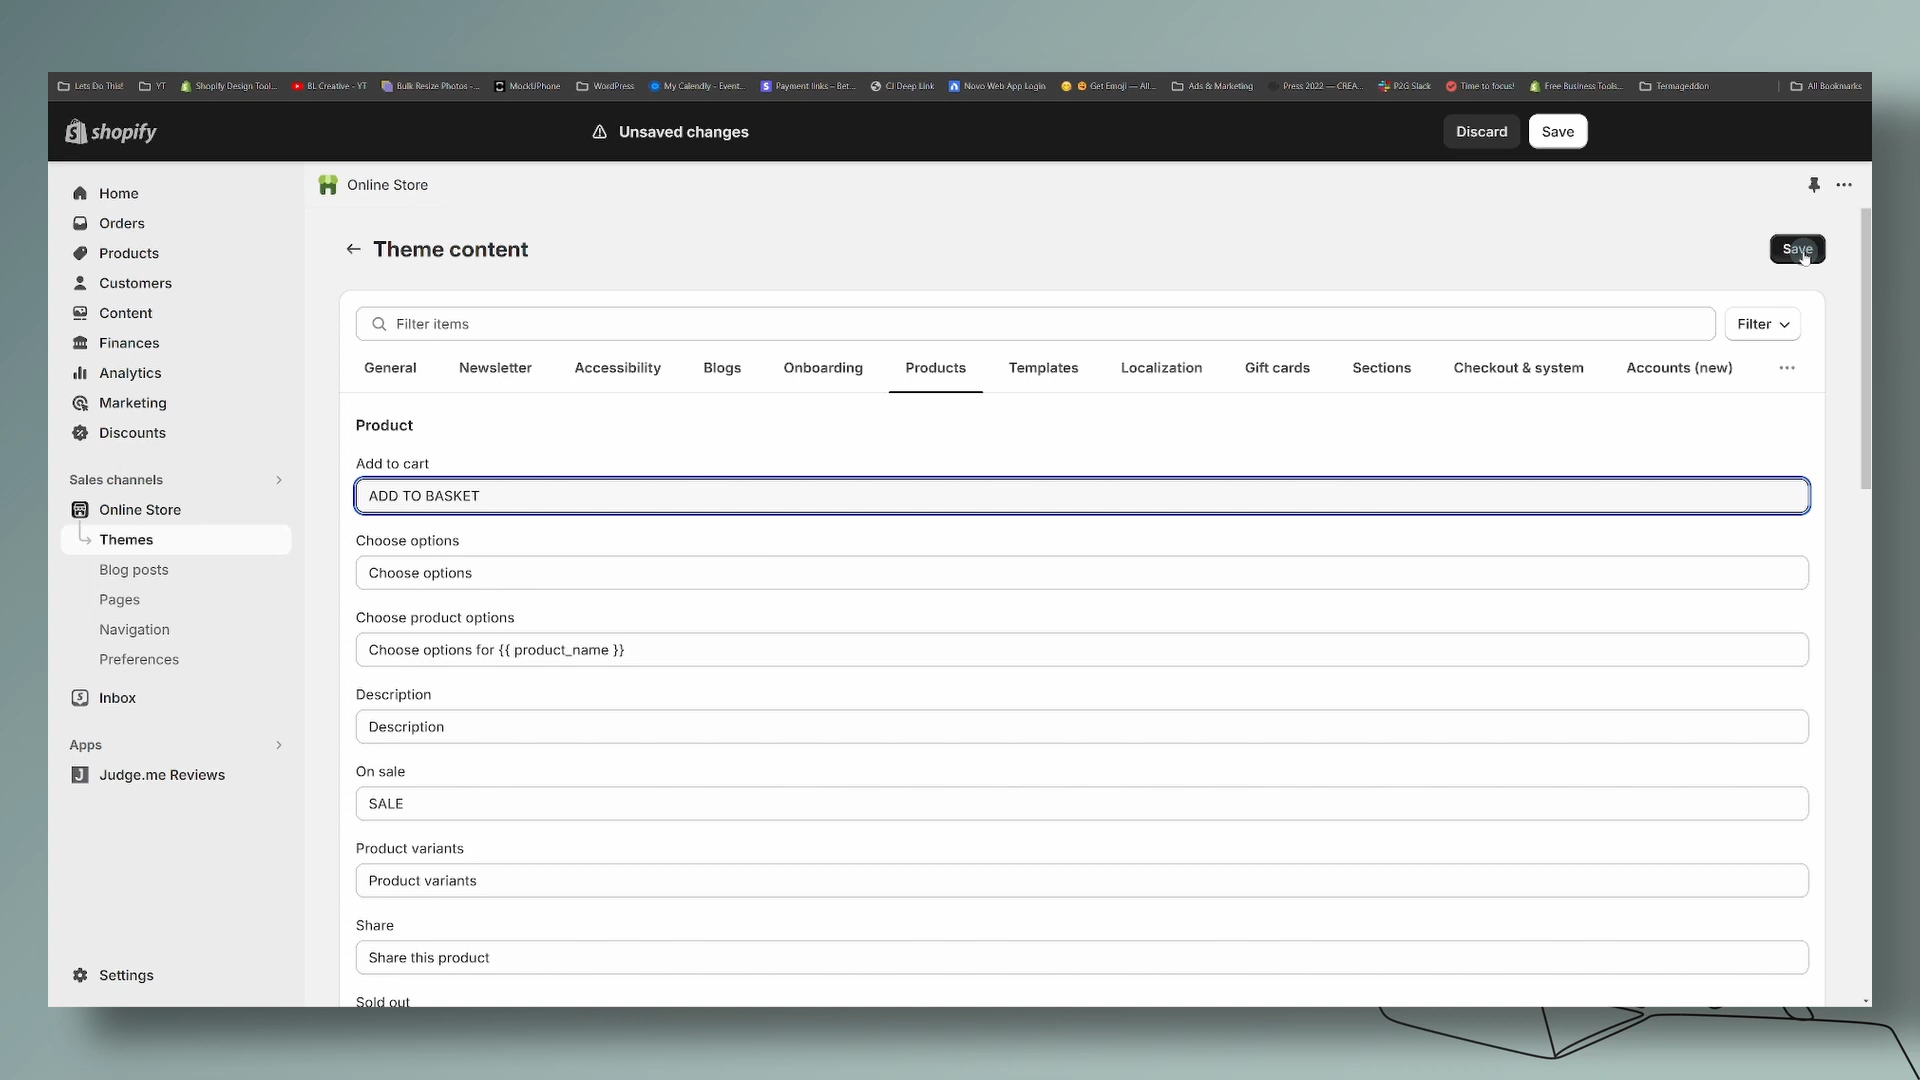 Lets Do This! YT Shopify Design Tool... BL Creative - YT Bulk Resize Photos -... MockUPhone WordPress My Calendly - Event... Payment links – Bet... CJ Deep Link Novo Web App Login Get Emoji — All... Ads & Marketing Press 2022 — CREA... P2G Slack Time to focus! Free Business Tools... Termageddon All Bookmarks
shopify Unsaved changes Discard Save
Online Store
Home
Orders
Products
Customers
Content
Finances
Analytics
Marketing
Discounts
Sales channels
Online Store
Themes
Blog posts
Pages
Navigation
Preferences
Inbox
Apps
Judge.me Reviews
Settings
Theme content Save
Filter items Filter
General Newsletter Accessibility Blogs Onboarding Products Templates Localization Gift cards Sections Checkout & system Accounts (new)
Product
Add to cart
ADD TO BASKET
Choose options
Choose options
Choose product options
Choose options for {{ product_name }}
Description
Description
On sale
SALE
Product variants
Product variants
Share
Share this product
Sold out